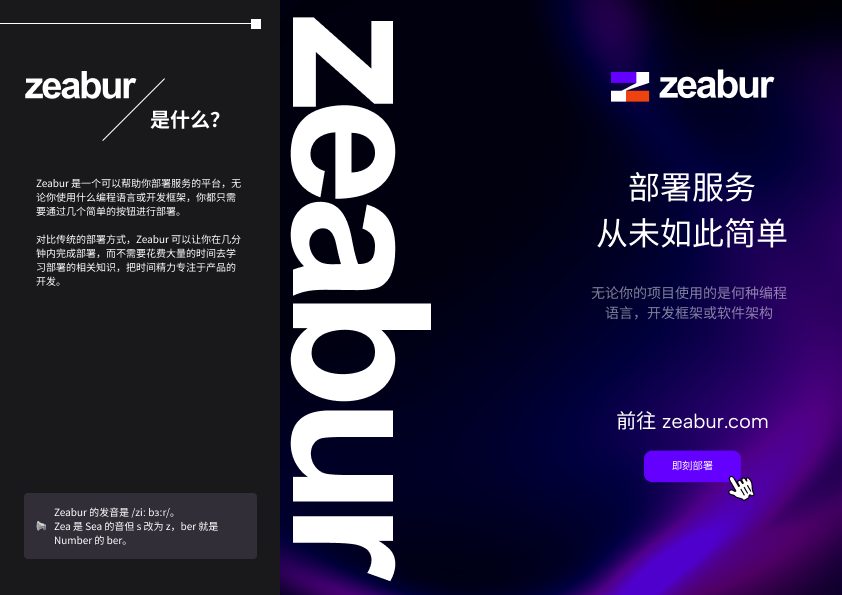 zeabur
是什么？
Zeabur 是一个可以帮助你部署服务的平台，无
论你使用什么编程语言或开发框架，你都只需
要通过几个简单的按钮进行部署。
对比传统的部署方式，Zeabur 可以让你在几分
钟内完成部署，而不需要花费大量的时间去学
习部署的相关知识，把时间精力专注于产品的
开发。
Zeabur 的发音是 /ziː bɜːr/。
Zea 是 Sea 的音但 s 改为 z，ber 就是
Number 的 ber。
zeabur
zeabur
部署服务
从未如此简单
无论你的项目使用的是何种编程
语言，开发框架或软件架构
前往 zeabur.com
即刻部署